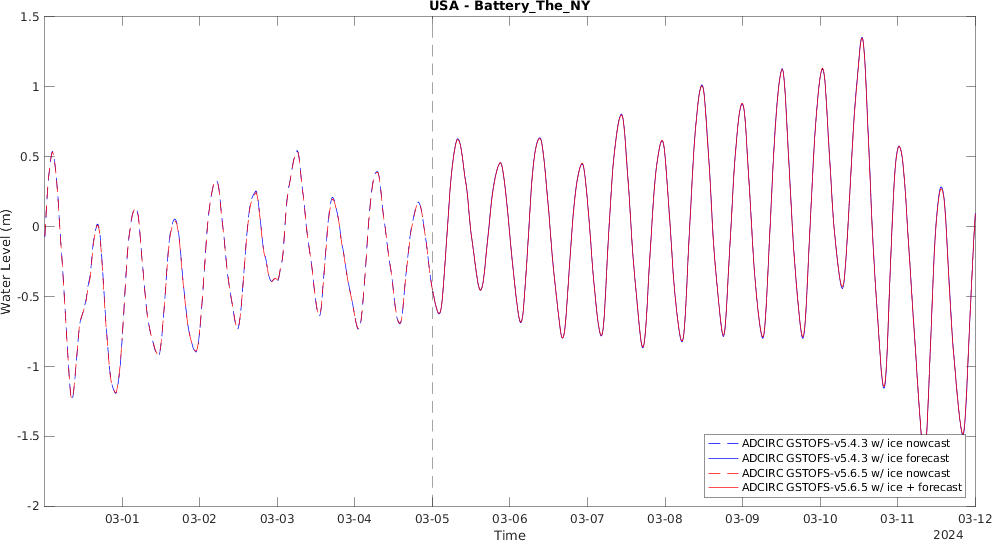 USA - Battery_The_NY
1.5
1
0.5
0
-0.5
-1
-1.5
-2
Water Level (m)
ADCIRC GSTOFS-v5.4.3 w/ ice nowcast
ADCIRC GSTOFS-v5.4.3 w/ ice forecast
ADCIRC GSTOFS-v5.6.5 w/ ice nowcast
ADCIRC GSTOFS-v5.6.5 w/ ice + forecast
03-01 03-02 03-03 03-04 03-05 03-06 03-07 03-08 03-09 03-10 03-11 03-12
Time
2024